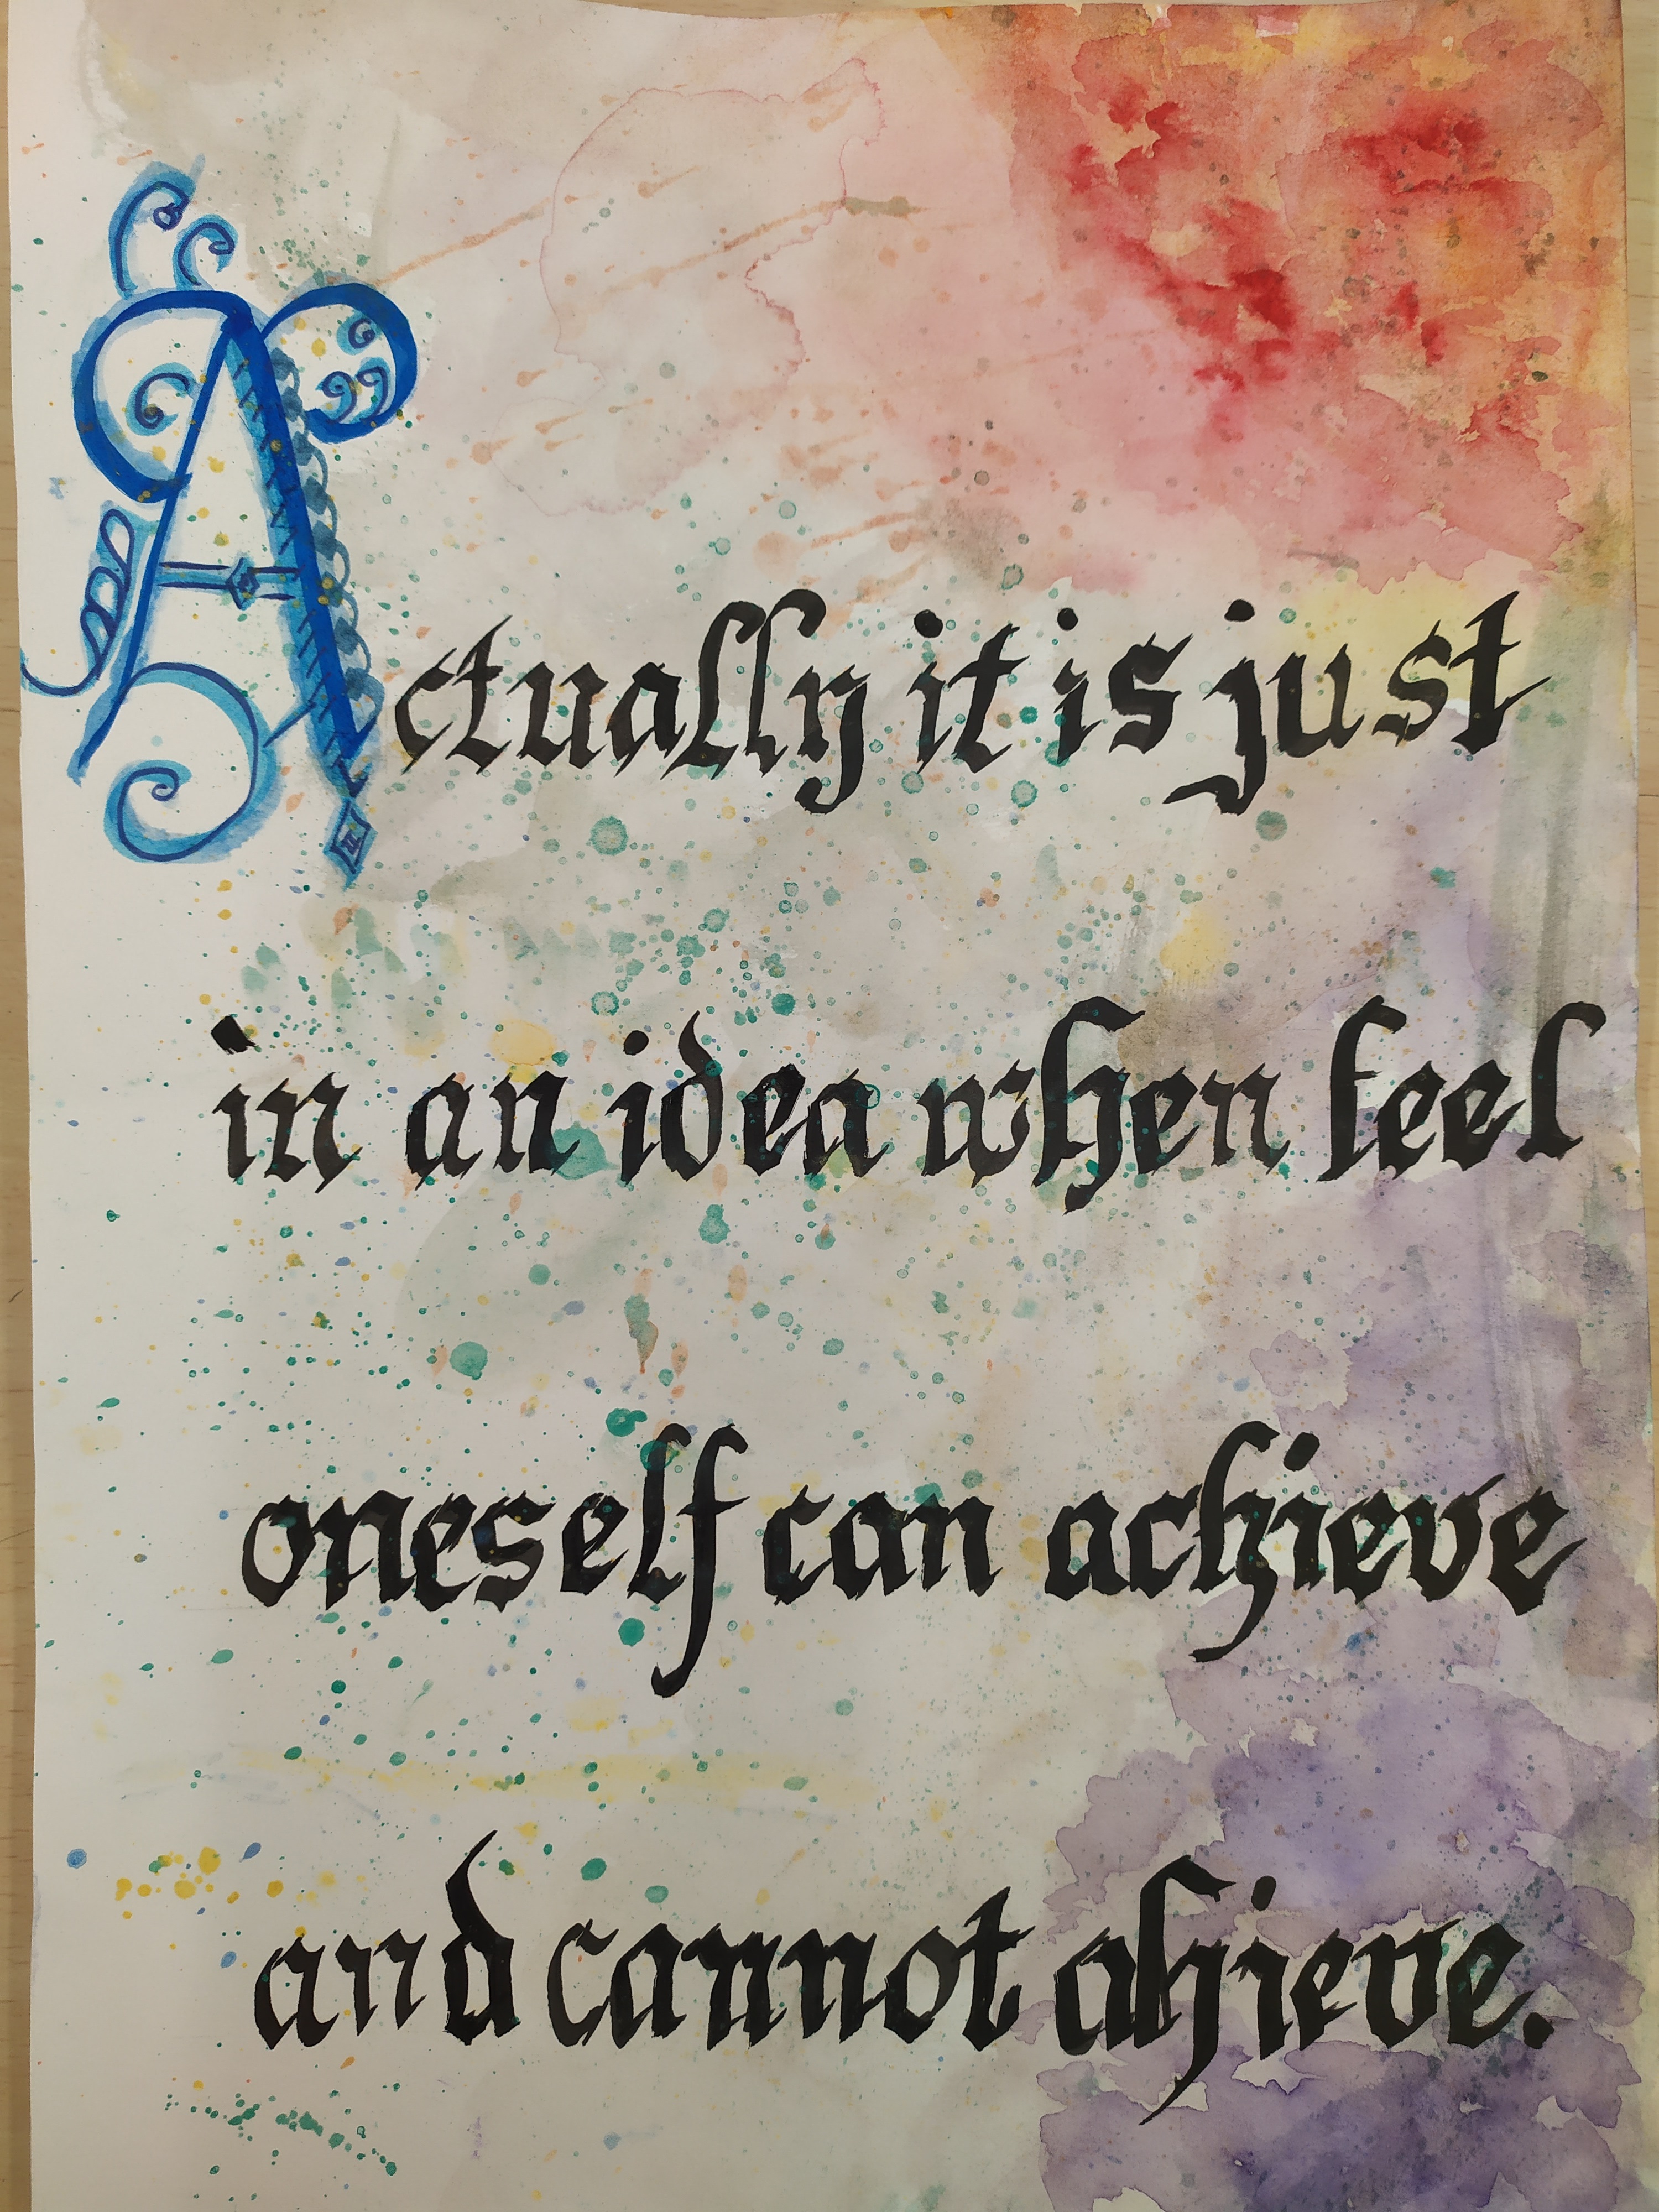 Actually it is just
in an idea when feel
oneself can achieve
and cannot ahieve.